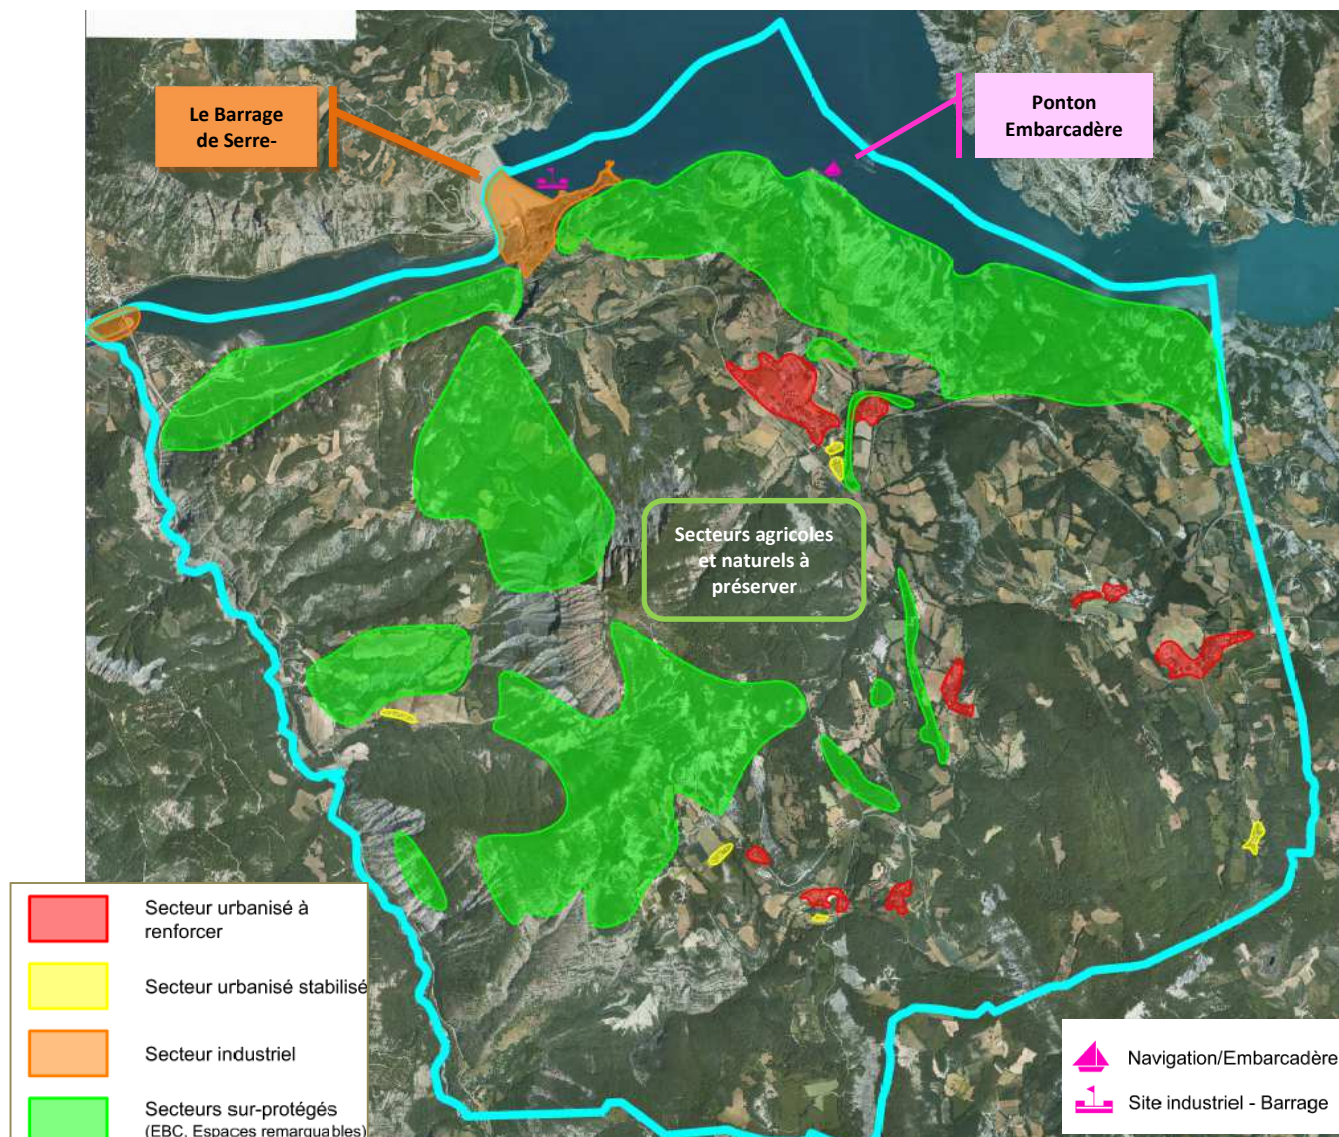 Le Barrage
de Serre-
Ponton
Embarcadère
Secteurs agricoles
et naturels à
préserver
Secteur urbanisé à
renforcer
Secteur urbanisé stabilisé
Secteur industriel
Secteurs sur-protégés
(EBC, Espaces remarquables)
Navigation/Embarcadère
Site industriel - Barrage